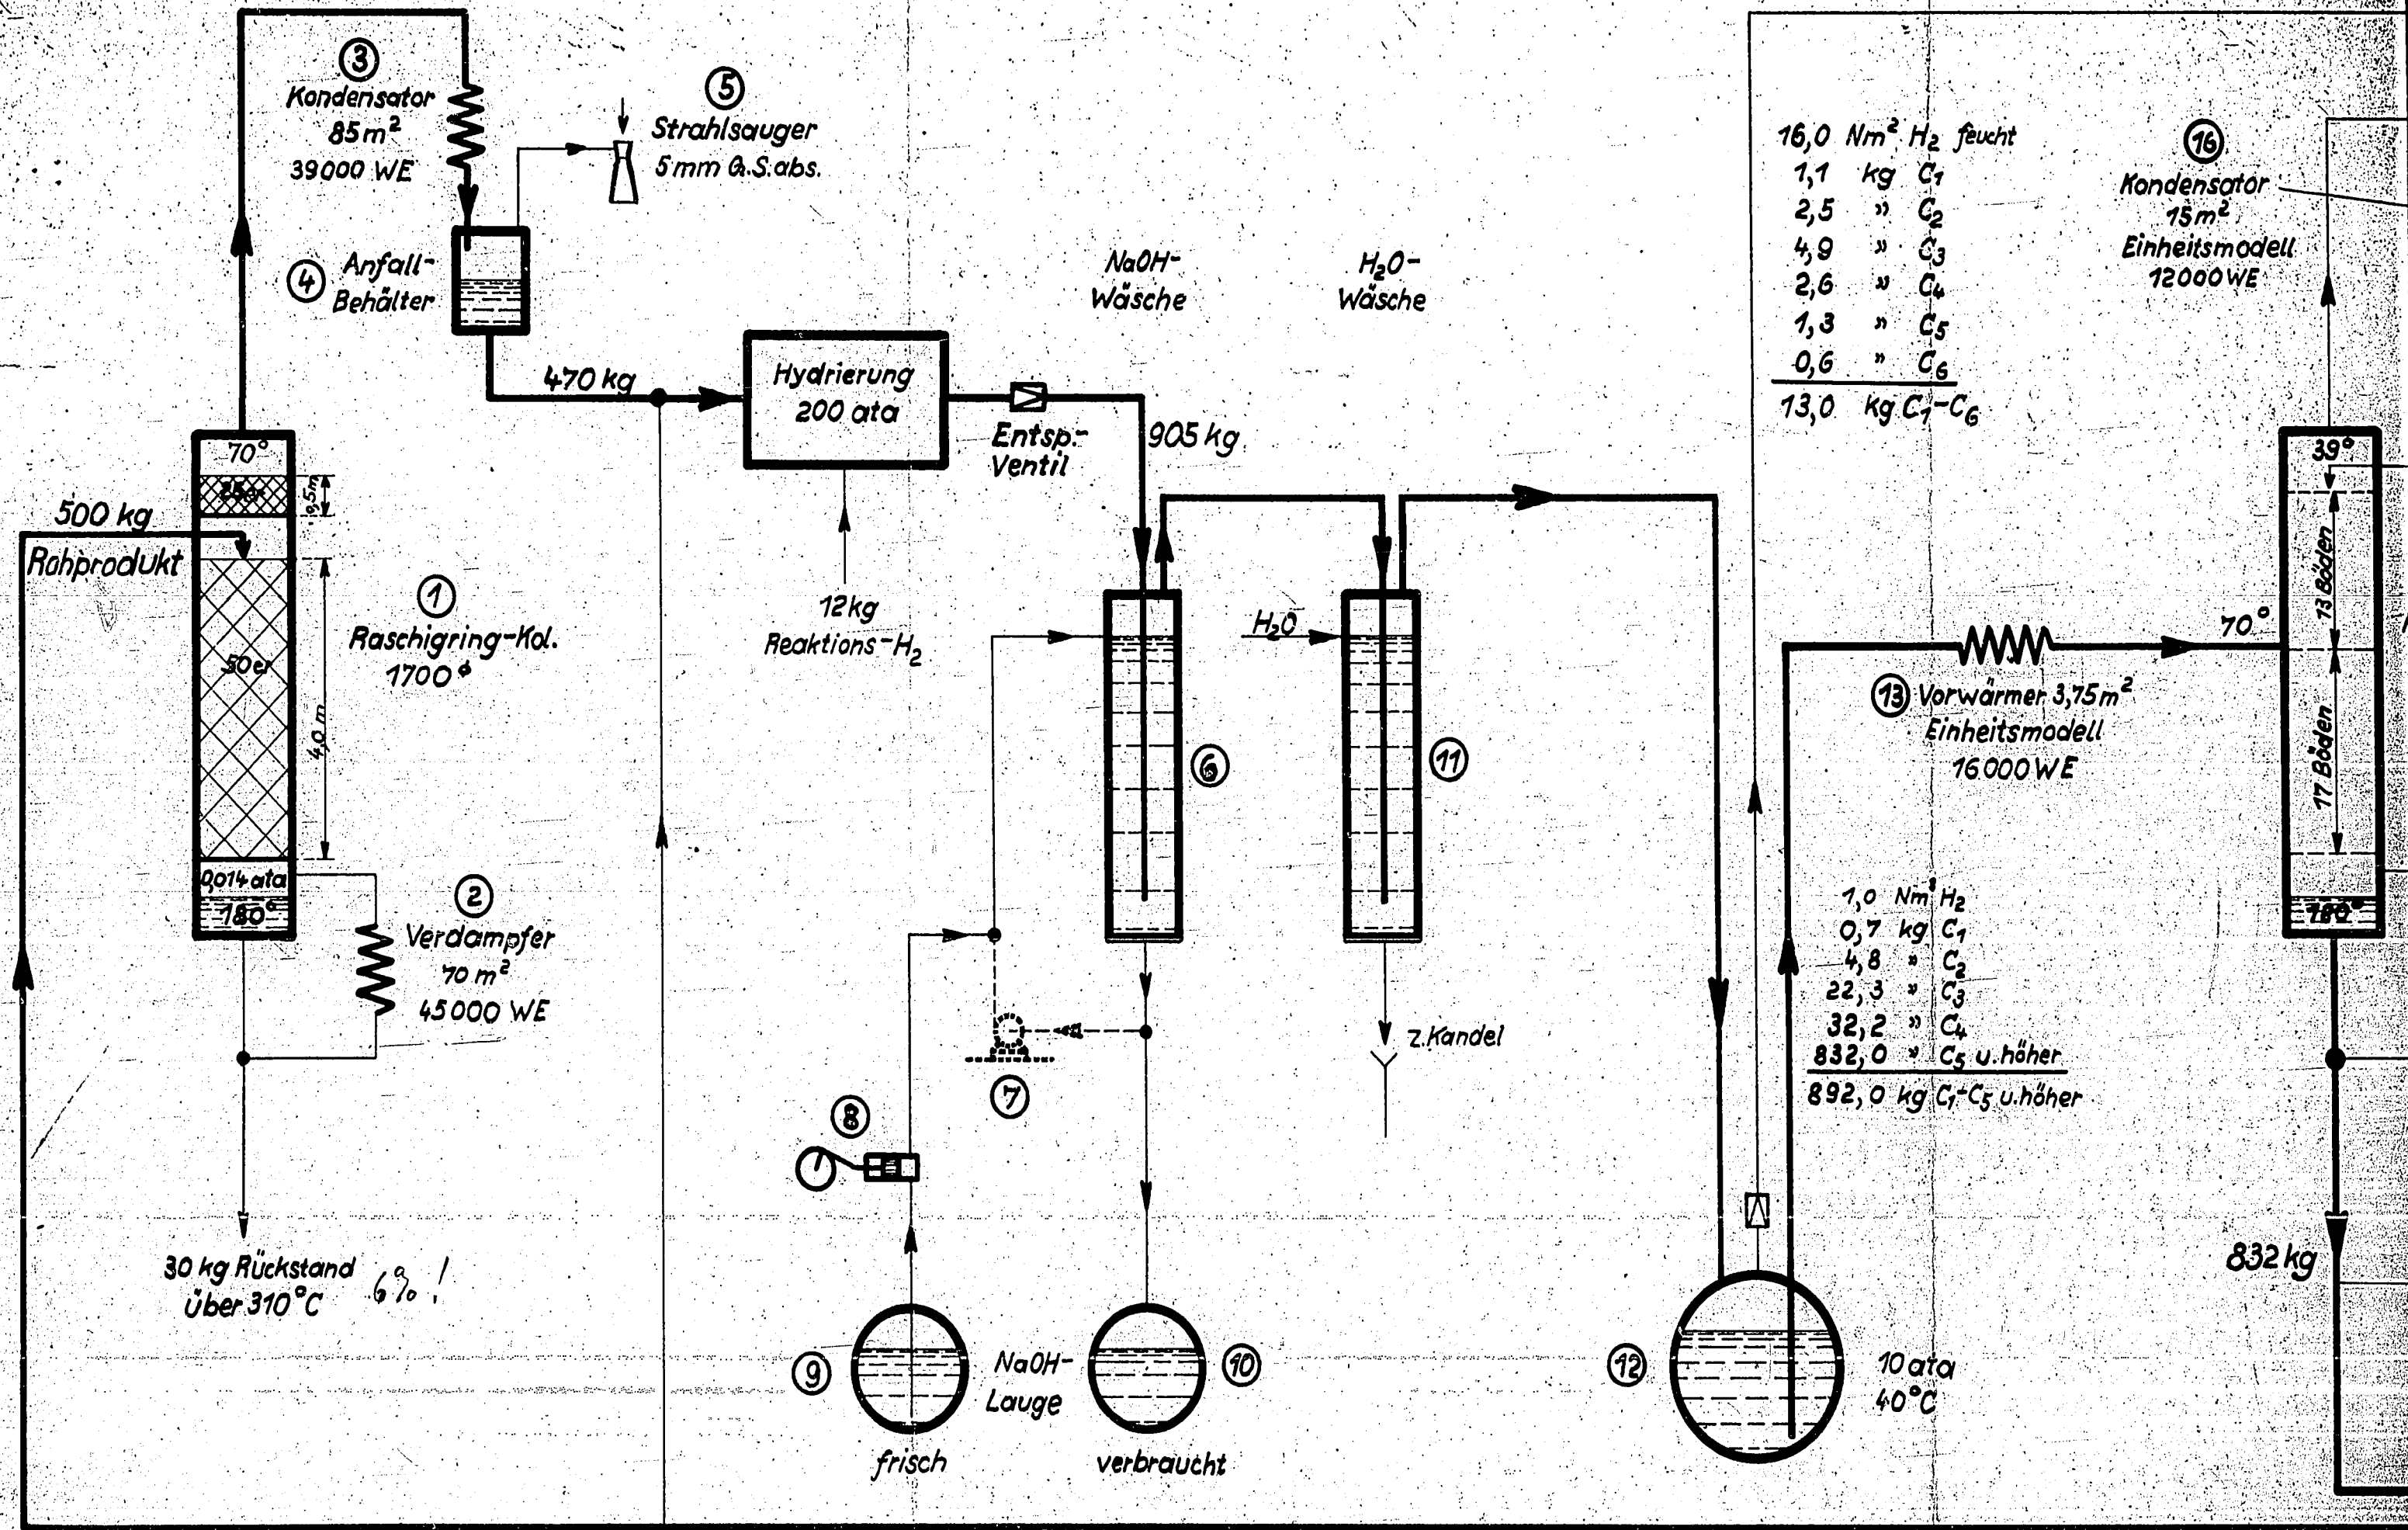 ③
Kondensator
85 m²
39000 WE
⑤
Strahlsauger
5 mm Q.S. abs.
④
Anfall-
Behälter
470 kg
Hydrierung
200 ata
Entsp.-
Ventil
905 kg
12 kg
Reaktions-H₂
NaOH-
Wäsche
H₂O-
Wäsche
16,0 Nm² H₂ feucht
1,1 kg C₁
2,5 " C₂
4,9 " C₃
2,6 " C₄
1,3 " C₅
0,6 " C₆
13,0 kg C₁-C₆
⑯
Kondensator
15 m²
Einheitsmodell
12000 WE
70°
0,5m
500 kg
Rohprodukt
50er
4,0 m
0,014 ata
180°
①
Raschigring-Kol.
1700 ⌀
②
Verdampfer
70 m²
45000 WE
30 kg Rückstand
über 310°C
6% !
H₂O
⑥
⑪
⑦
⑧
z. Kandel
⑨
NaOH-
Lauge
frisch
⑩
verbraucht
⑫
10 ata
40°C
⑬ Vorwärmer 3,75 m²
Einheitsmodell
16000 WE
70°
39°
13 Böden
17 Böden
180°
1,0 Nm³ H₂
0,7 kg C₁
4,8 " C₂
22,3 " C₃
32,2 " C₄
832,0 " C₅ u. höher
892,0 kg C₁-C₅ u. höher
832 kg